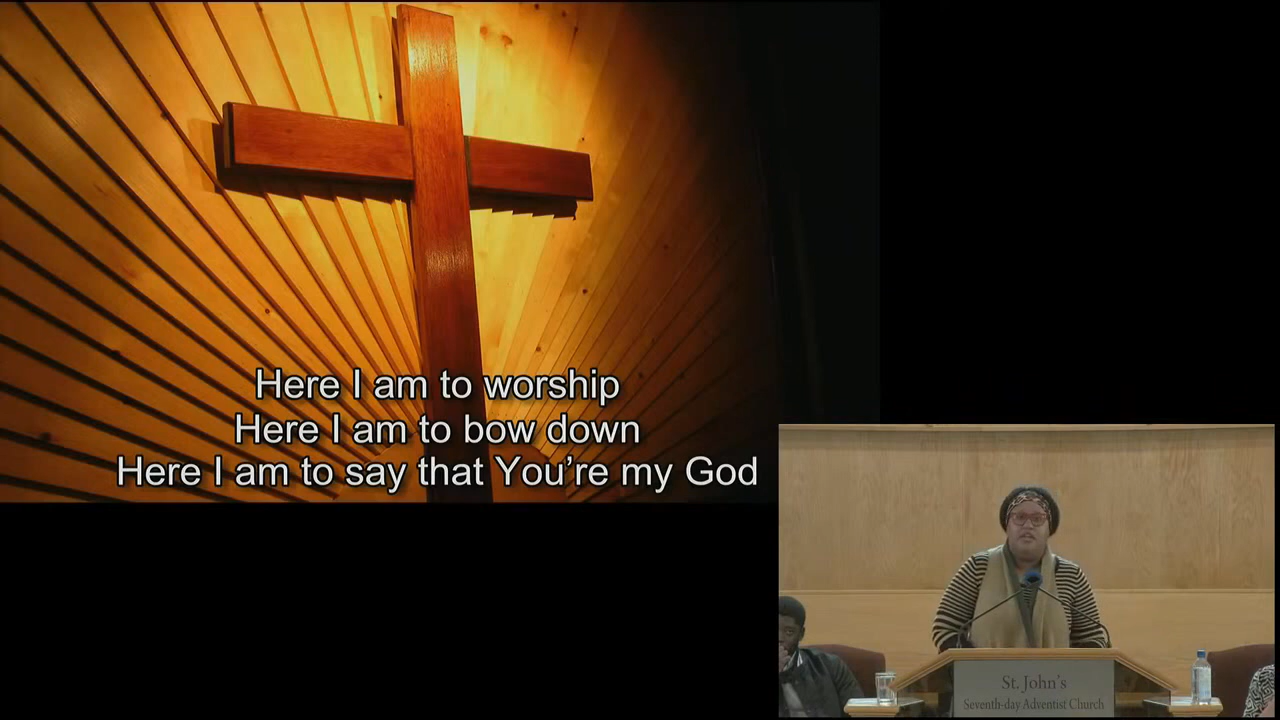 Here I am to worship
Here I am to bow down
Here I am to say that You’re my God
St. John's
Seventh-day Adventist Church